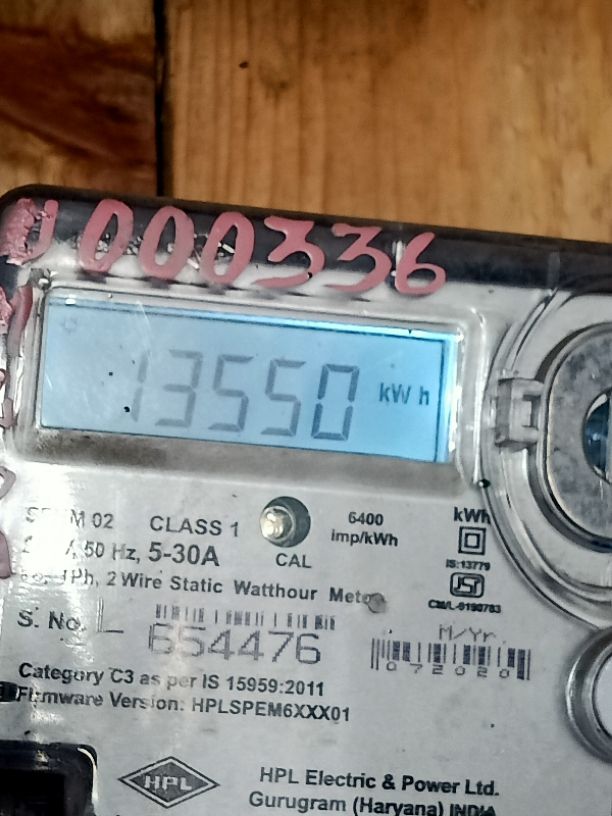 000336
13550 kWh
M 02 CLASS 1
6400
imp/kWh
kWh
50 Hz, 5-30A
CAL
IS:13779
1Ph, 2 Wire Static Watthour Meter
CM/L-0190783
S. No.
654476
M/Yr.
072020
Category C3 as per IS 15959:2011
Firmware Version: HPLSPEM6XXX01
HPL
HPL Electric & Power Ltd.
Gurugram (Haryana) INDIA